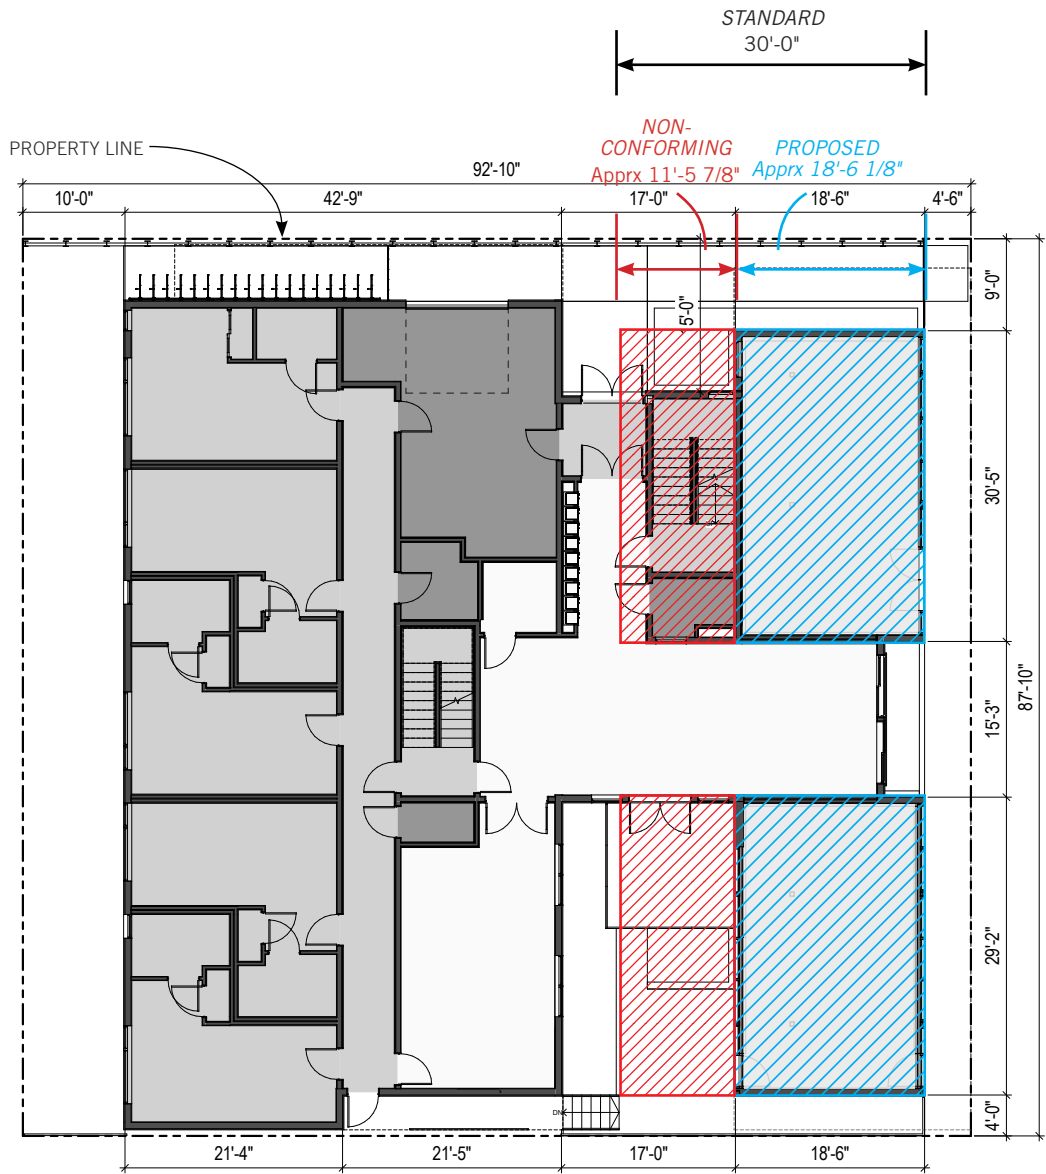 STANDARD
30'-0"
NON-
CONFORMING
Apprx 11'-5 7/8"
PROPOSED
Apprx 18'-6 1/8"
PROPERTY LINE
92'-10"
10'-0"
42'-9"
17'-0"
18'-6"
4'-6"
9'-0"
5'-0"
30'-5"
15'-3"
87'-10"
29'-2"
4'-0"
DN
21'-4"
21'-5"
17'-0"
18'-6"